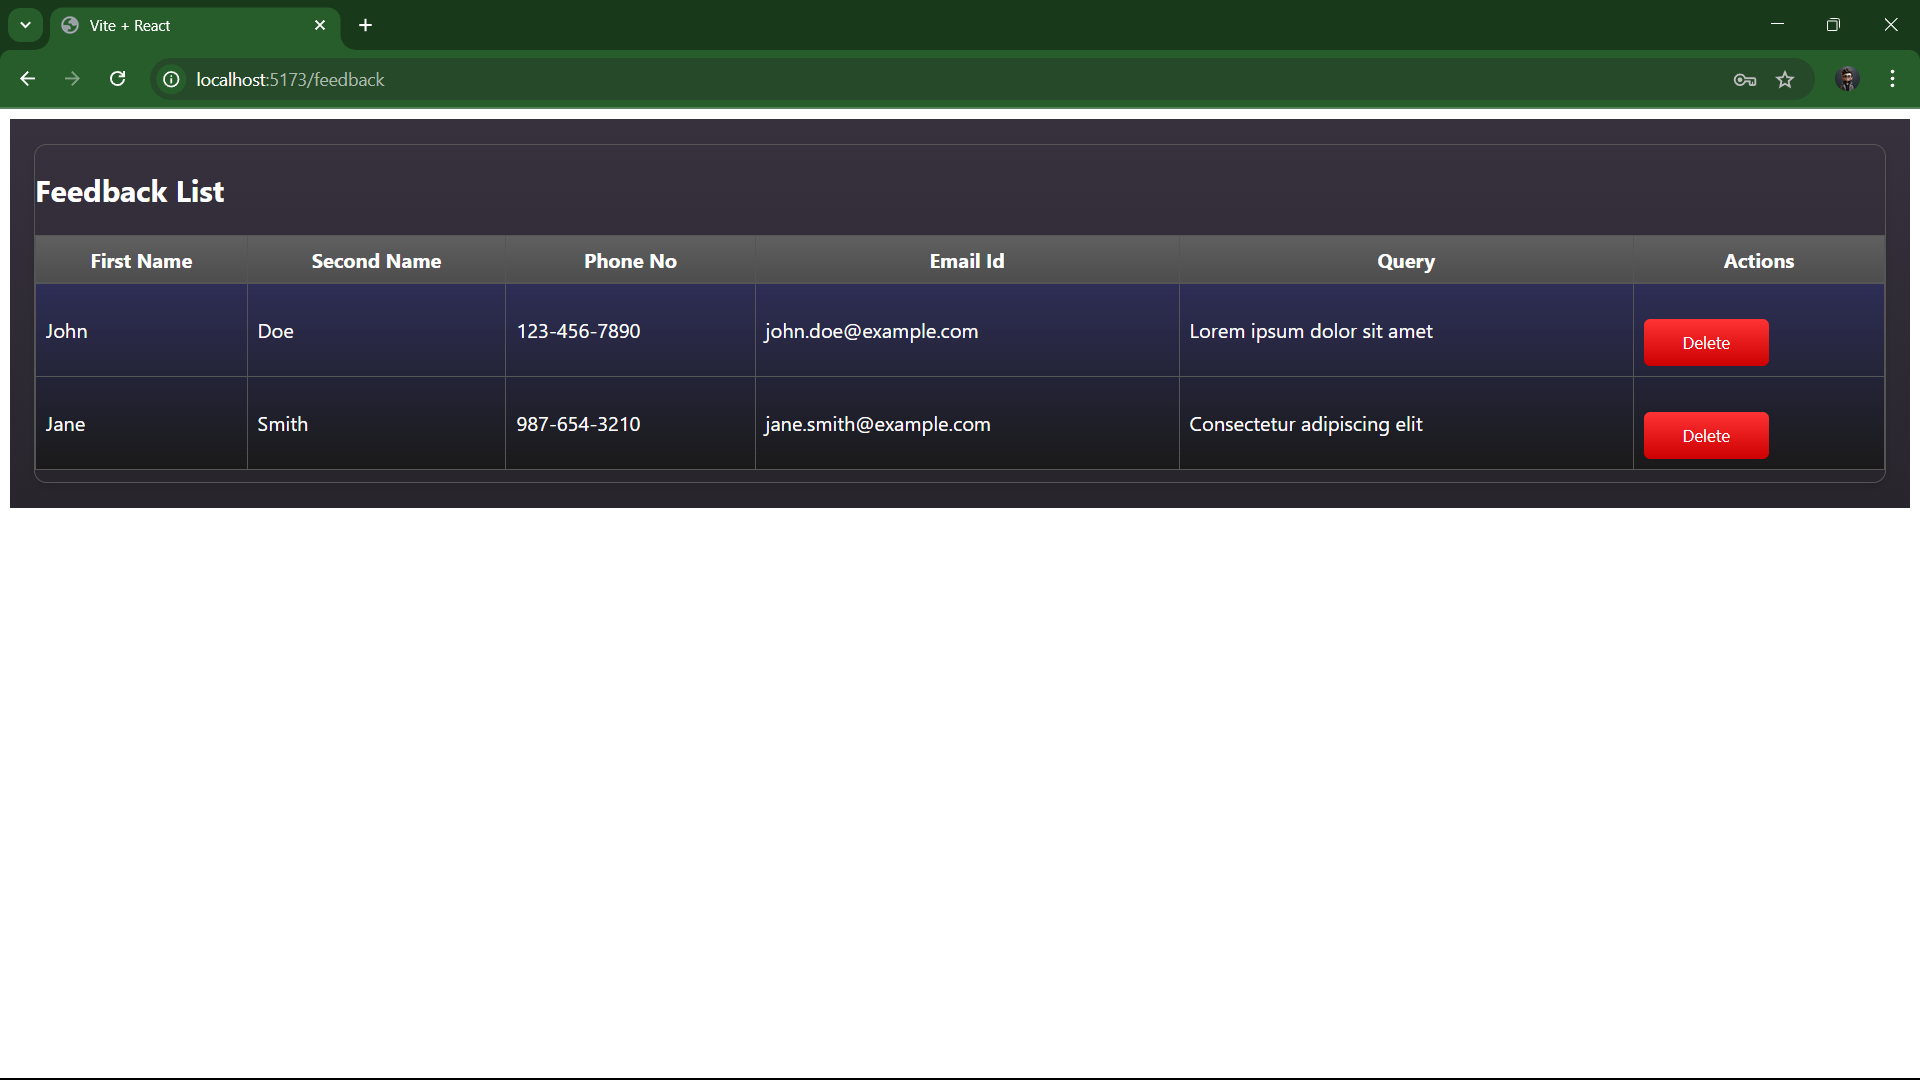 Vite + React
localhost:5173/feedback
Feedback List
First Name Second Name Phone No Email Id Query Actions
John Doe 123-456-7890 john.doe@example.com Lorem ipsum dolor sit amet Delete
Jane Smith 987-654-3210 jane.smith@example.com Consectetur adipiscing elit Delete